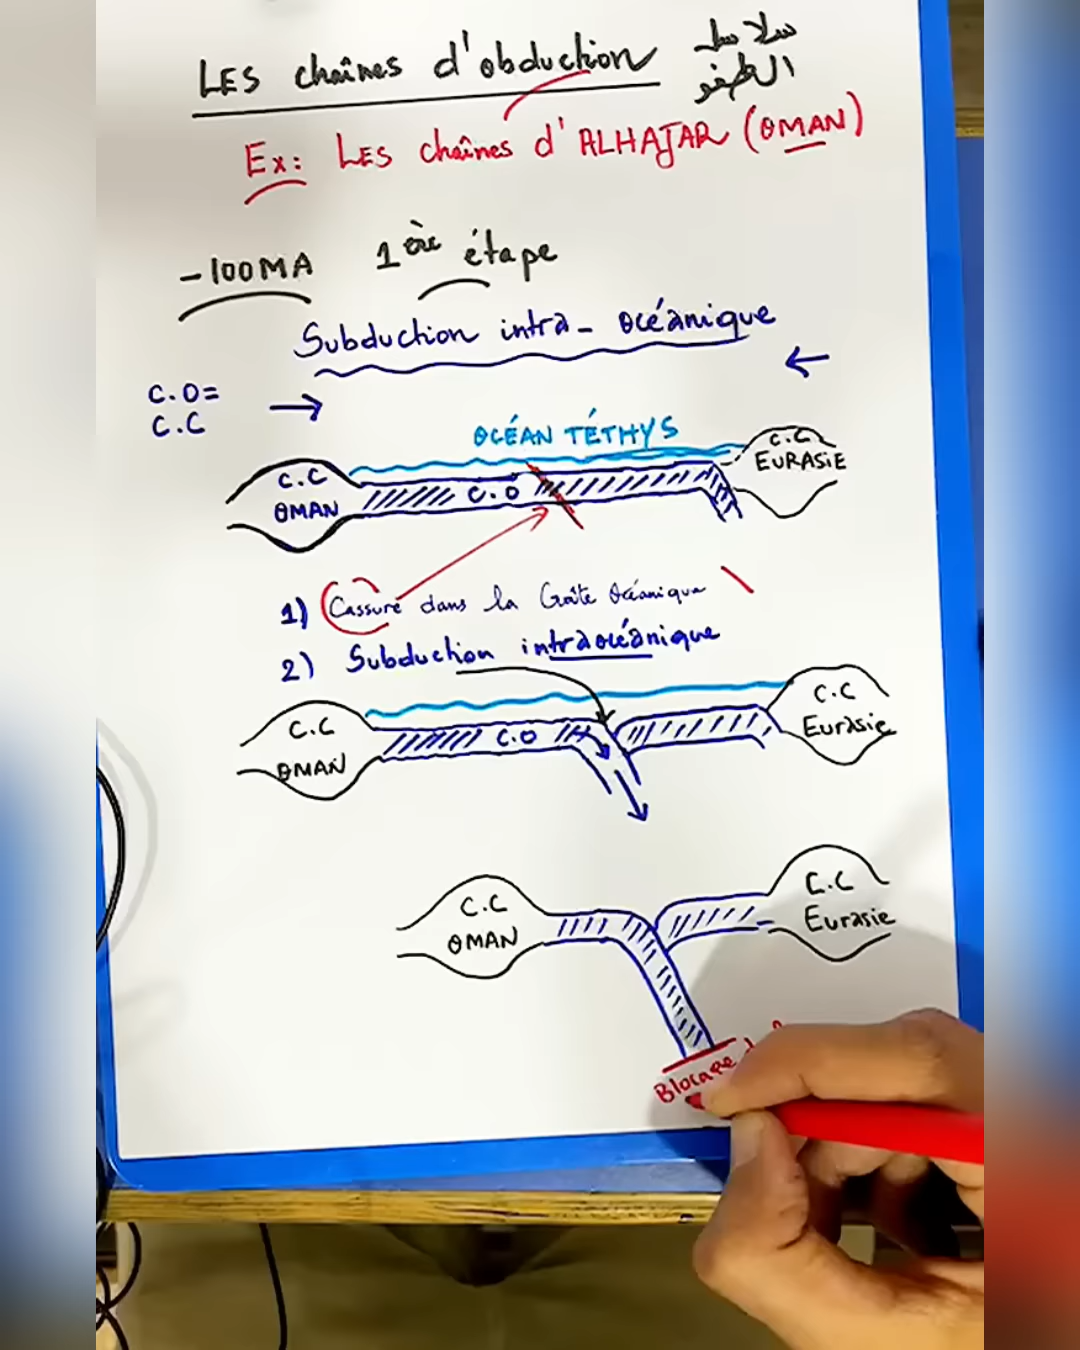 LES chaînes d'obduction سلاسل
الطفو
Ex: LES chaînes d'ALHAJAR (OMAN)
-100MA 1ère étape
Subduction intra-océanique
C.O=
C.C
OCÉAN TÉTHYS
C.C
OMAN
C.O
C.C
EURASIE
1) Cassure dans la Croûte Océanique
2) Subduction intraocéanique
C.C
OMAN
C.O
C.C
Eurasie
C.C
OMAN
C.C
Eurasie
Blocage